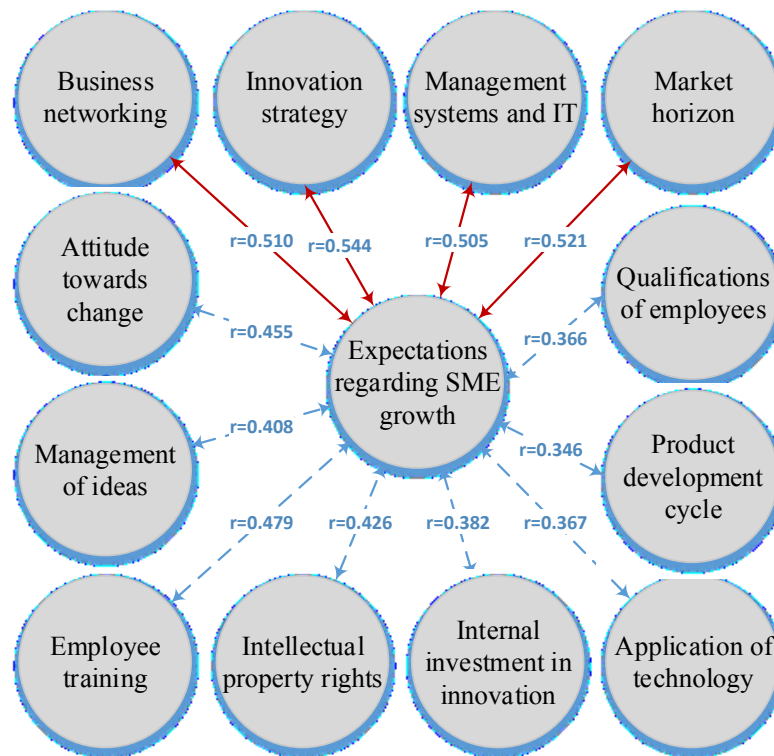 Business
networking
Innovation
strategy
Management
systems and IT
Market
horizon
r=0.510
r=0.544
r=0.505
r=0.521
Attitude
towards
change
Qualifications
of employees
r=0.455
r=0.366
Expectations
regarding SME
growth
Management
of ideas
r=0.408
r=0.346
Product
development
cycle
r=0.479
r=0.426
r=0.382
r=0.367
Employee
training
Intellectual
property rights
Internal
investment in
innovation
Application of
technology